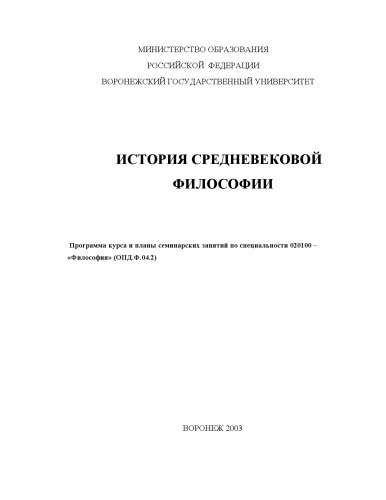 МИНИСТЕРСТВО ОБРАЗОВАНИЯ
РОССИЙСКОЙ ФЕДЕРАЦИИ
ВОРОНЕЖСКИЙ ГОСУДАРСТВЕННЫЙ УНИВЕРСИТЕТ
ИСТОРИЯ СРЕДНЕВЕКОВОЙ
ФИЛОСОФИИ
Программа курса и планы семинарских занятий по специальности 020100 –
«Философия» (ОПД.Ф.04.2)
ВОРОНЕЖ 2003